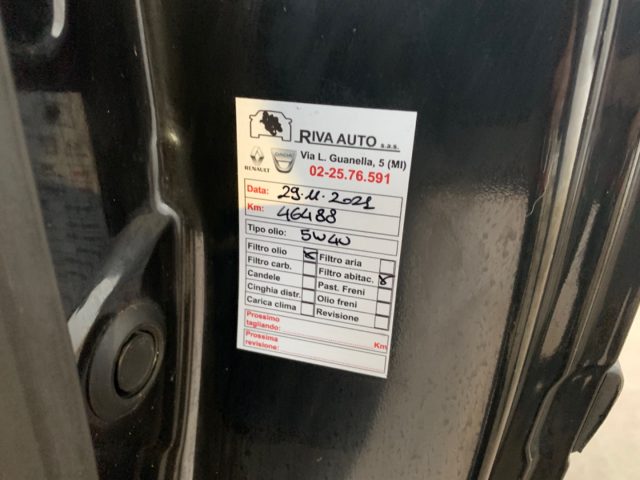 RIVA AUTO s.a.s.
RENAULT DACIA Via L. Guanella, 5 (MI)
02-25.76.591
Data: 29.11.2021
Km: 46488
Tipo olio: 5W40
Filtro olio Filtro aria
Filtro carb. Filtro abitac.
Candele Past. Freni
Cinghia distr. Olio freni
Carica clima Revisione
Prossimo
tagliando: Km
Prossima
revisione: